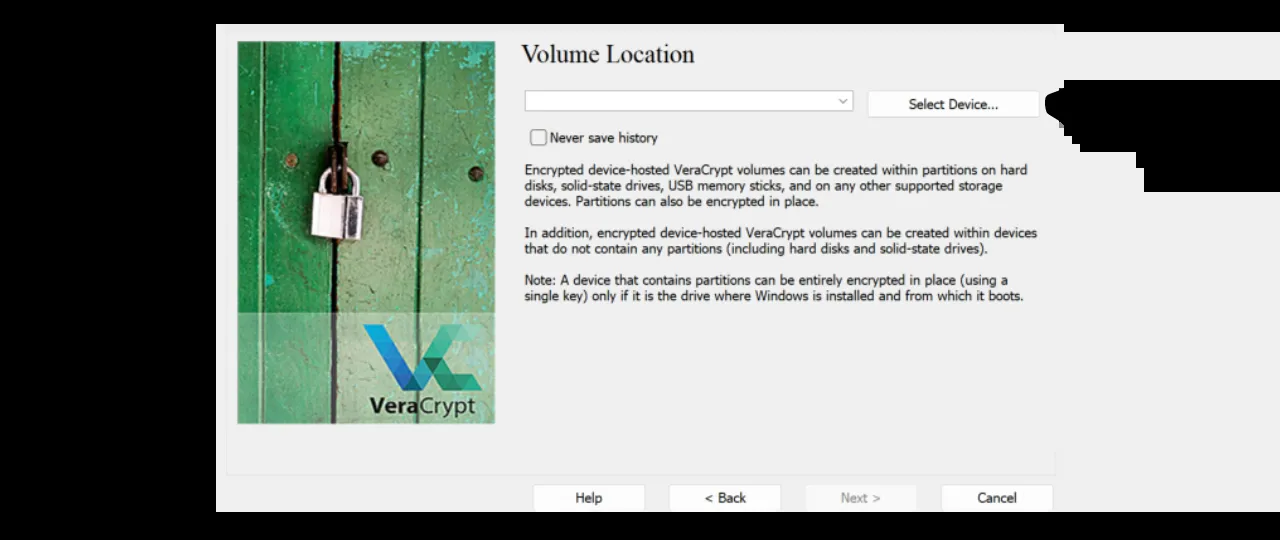 Volume Location
Select Device...
Never save history
Encrypted device-hosted VeraCrypt volumes can be created within partitions on hard
disks, solid-state drives, USB memory sticks, and on any other supported storage
devices. Partitions can also be encrypted in place.
In addition, encrypted device-hosted VeraCrypt volumes can be created within devices
that do not contain any partitions (including hard disks and solid-state drives).
Note: A device that contains partitions can be entirely encrypted in place (using a
single key) only if it is the drive where Windows is installed and from which it boots.
VeraCrypt
Help
< Back
Next >
Cancel